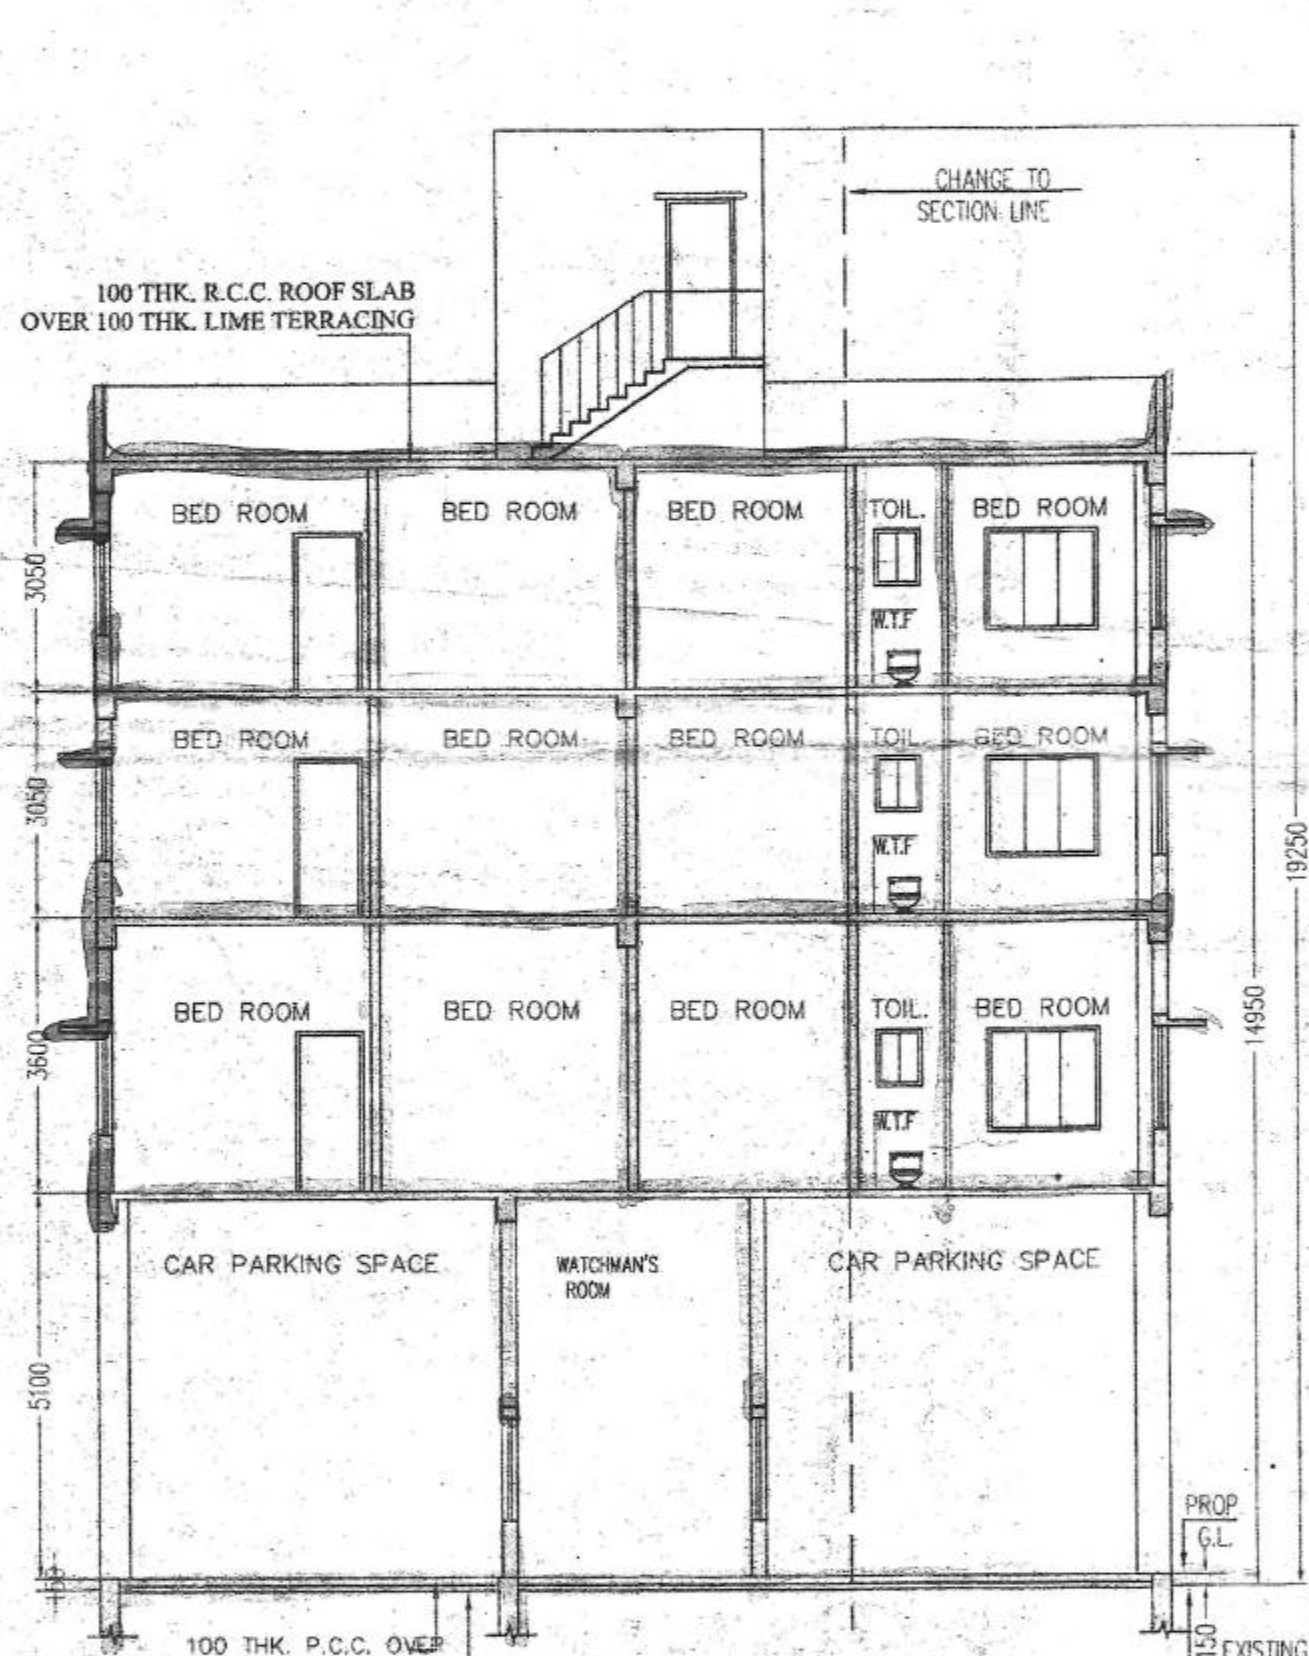 CHANGE TO
SECTION LINE
100 THK. R.C.C. ROOF SLAB
OVER 100 THK. LIME TERRACING
BED ROOM
BED ROOM
BED ROOM
TOIL.
BED ROOM
W.T.F
3050
BED ROOM
BED ROOM
BED ROOM
TOIL.
BED ROOM
W.T.F
3050
19250
BED ROOM
BED ROOM
BED ROOM
TOIL.
BED ROOM
W.T.F
3600
14950
CAR PARKING SPACE
WATCHMAN'S
ROOM
CAR PARKING SPACE
5100
PROP
G.L.
100 THK. P.C.C. OVER
150
EXISTING